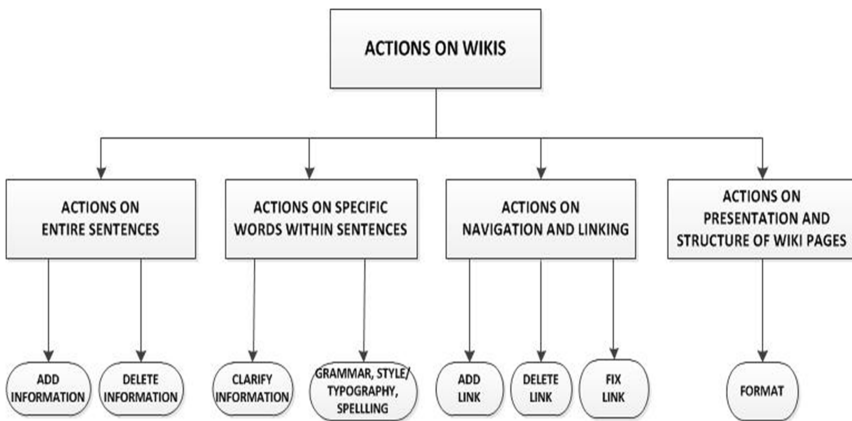 ACTIONS ON WIKIS
ACTIONS ON
ENTIRE SENTENCES
ACTIONS ON SPECIFIC
WORDS WITHIN SENTENCES
ACTIONS ON
NAVIGATION AND LINKING
ACTIONS ON
PRESENTATION AND
STRUCTURE OF WIKI PAGES
ADD
INFORMATION
DELETE
INFORMATION
CLARIFY
INFORMATION
GRAMMAR, STYLE/
TYPOGRAPHY,
SPELLLING
ADD
LINK
DELETE
LINK
FIX
LINK
FORMAT